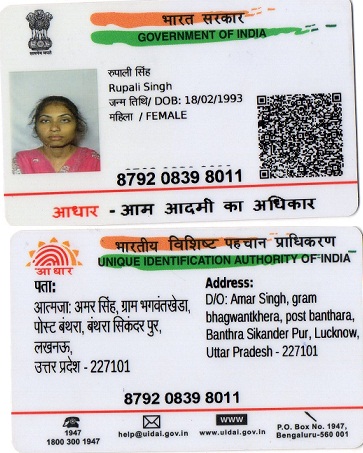 भारत सरकार
GOVERNMENT OF INDIA
रुपाली सिंह
Rupali Singh
जन्म तिथि/ DOB: 18/02/1993
महिला / FEMALE
8792 0839 8011
आधार - आम आदमी का अधिकार
भारतीय विशिष्ट पहचान प्राधिकरण
UNIQUE IDENTIFICATION AUTHORITY OF INDIA
आधार
पता:
आत्मजा: अमर सिंह, ग्राम भगवंतखेडा,
पोस्ट बंथरा, बंथरा सिकंदर पुर,
लखनऊ,
उत्तर प्रदेश - 227101
Address:
D/O: Amar Singh, gram
bhagwantkhera, post banthara,
Banthra Sikander Pur, Lucknow,
Uttar Pradesh - 227101
8792 0839 8011
1947
1800 300 1947
help@uidai.gov.in
WWW
www.uidai.gov.in
P.O. Box No. 1947,
Bengaluru-560 001